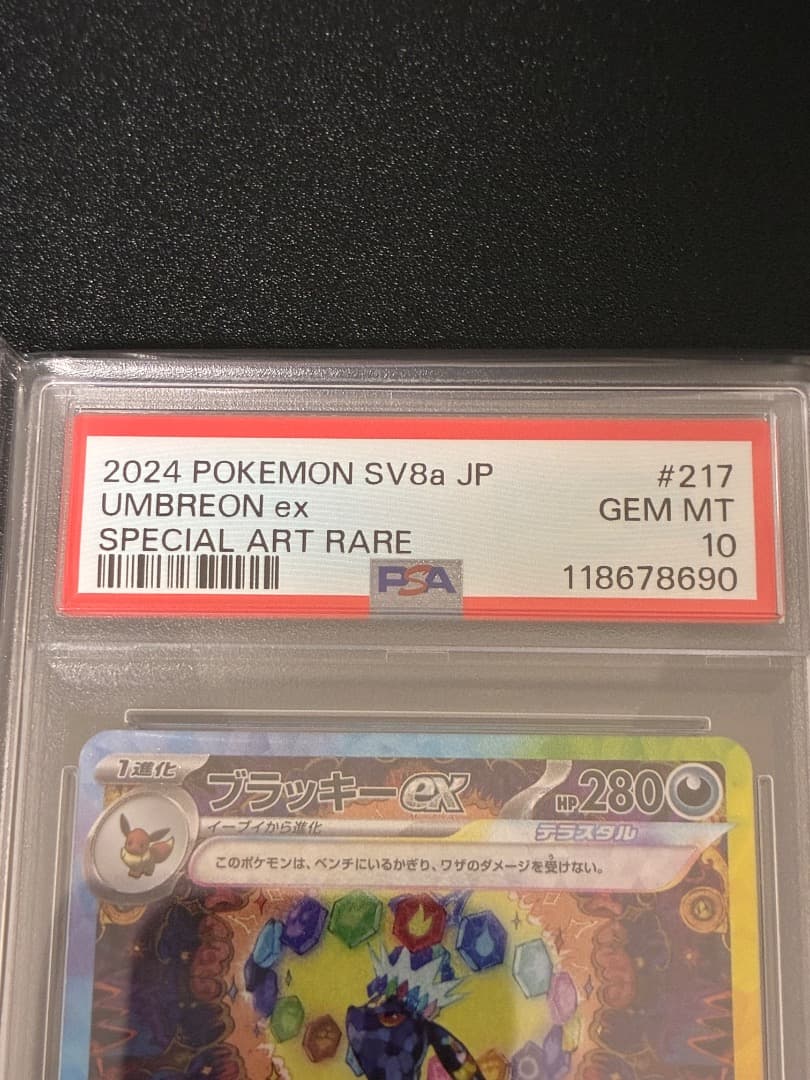 2024 POKEMON SV8a JP #217
UMBREON ex GEM MT
SPECIAL ART RARE 10
PSA 118678690
1進化 ブラッキーex HP280
イーブイから進化 テラスタル
このポケモンは、ベンチにいるかぎり、ワザのダメージを受けない。